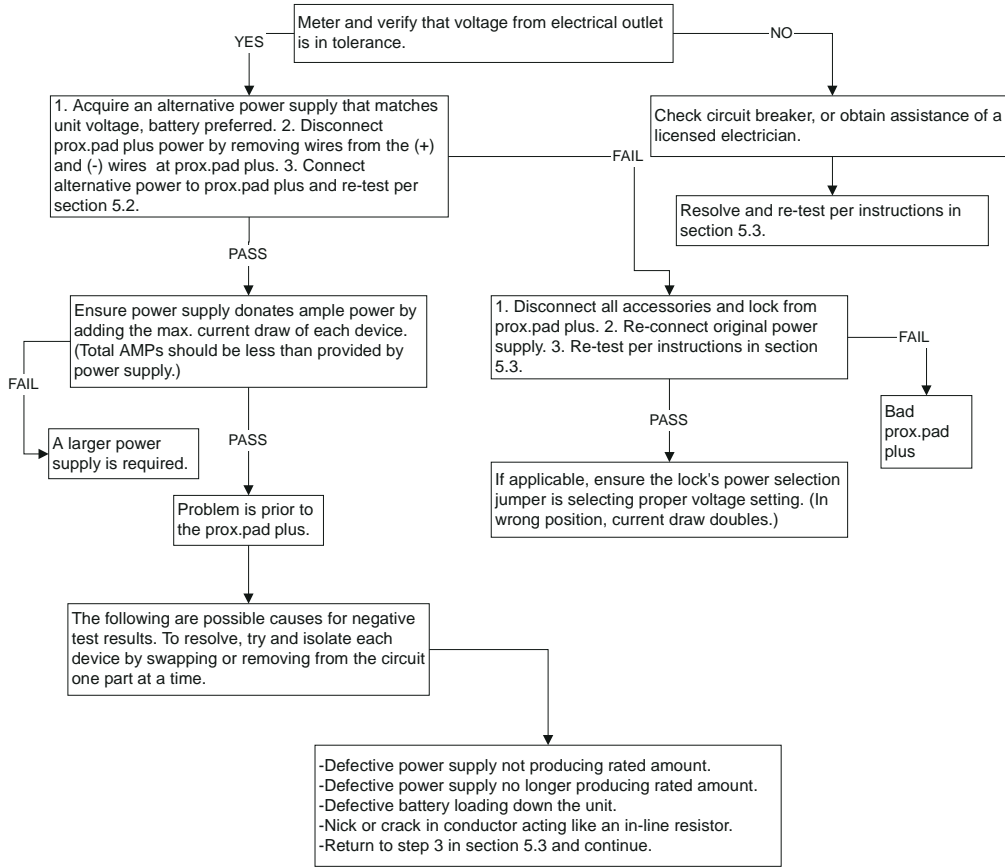 Meter and verify that voltage from electrical outlet
is in tolerance.
YES
NO
1. Acquire an alternative power supply that matches
unit voltage, battery preferred. 2. Disconnect
prox.pad plus power by removing wires from the (+)
and (-) wires at prox.pad plus. 3. Connect
alternative power to prox.pad plus and re-test per
section 5.2.
Check circuit breaker, or obtain assistance of a
licensed electrician.
FAIL
Resolve and re-test per instructions in
section 5.3.
PASS
Ensure power supply donates ample power by
adding the max. current draw of each device.
(Total AMPs should be less than provided by
power supply.)
1. Disconnect all accessories and lock from
prox.pad plus. 2. Re-connect original power
supply. 3. Re-test per instructions in section
5.3.
FAIL
FAIL
PASS
PASS
Bad
prox.pad
plus
A larger power
supply is required.
If applicable, ensure the lock's power selection
jumper is selecting proper voltage setting. (In
wrong position, current draw doubles.)
Problem is prior to
the prox.pad plus.
The following are possible causes for negative
test results. To resolve, try and isolate each
device by swapping or removing from the circuit
one part at a time.
-Defective power supply not producing rated amount.
-Defective power supply no longer producing rated amount.
-Defective battery loading down the unit.
-Nick or crack in conductor acting like an in-line resistor.
-Return to step 3 in section 5.3 and continue.